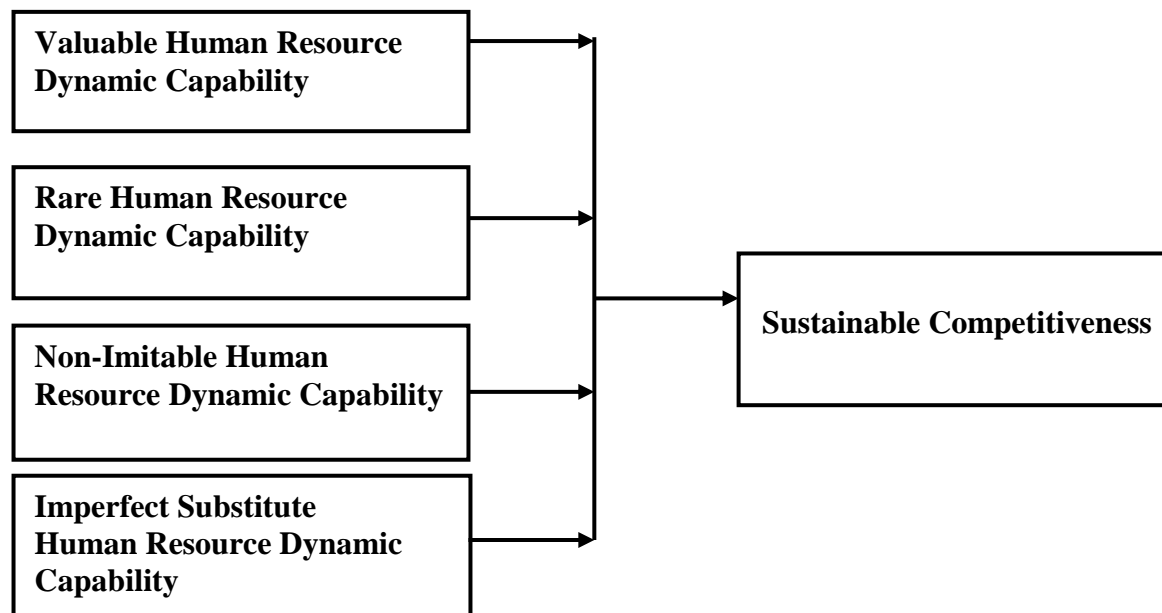 Valuable Human Resource
Dynamic Capability
Rare Human Resource
Dynamic Capability
Sustainable Competitiveness
Non-Imitable Human
Resource Dynamic Capability
Imperfect Substitute
Human Resource Dynamic
Capability